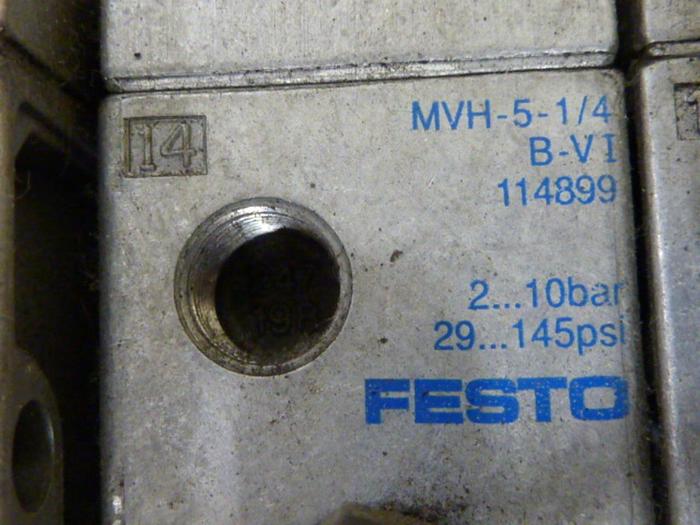 14
MVH-5-1/4
B-VI
114899
2...10bar
29...145psi
FESTO